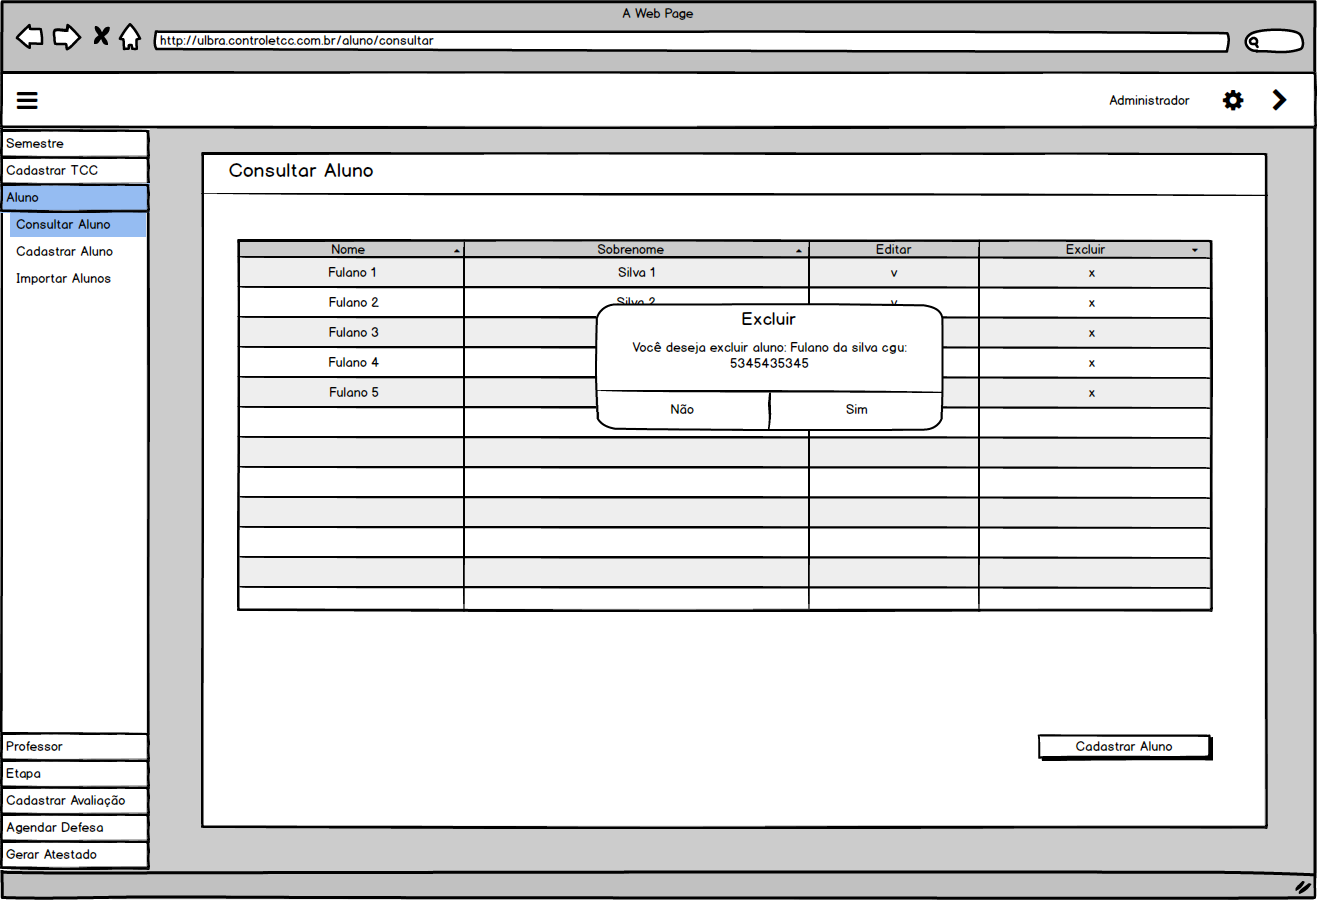 A Web Page
http://ulbra.controletcc.com.br/aluno/consultar
Administrador
Semestre
Cadastrar TCC
Aluno
Consultar Aluno
Cadastrar Aluno
Importar Alunos
Professor
Etapa
Cadastrar Avaliação
Agendar Defesa
Gerar Atestado
Consultar Aluno
Nome Sobrenome Editar Excluir
Fulano 1 Silva 1 v x
Fulano 2 Silva 2 v x
Fulano 3 x
Fulano 4 x
Fulano 5 x
Excluir
Você deseja excluir aluno: Fulano da silva cgu:
5345435345
Não Sim
Cadastrar Aluno